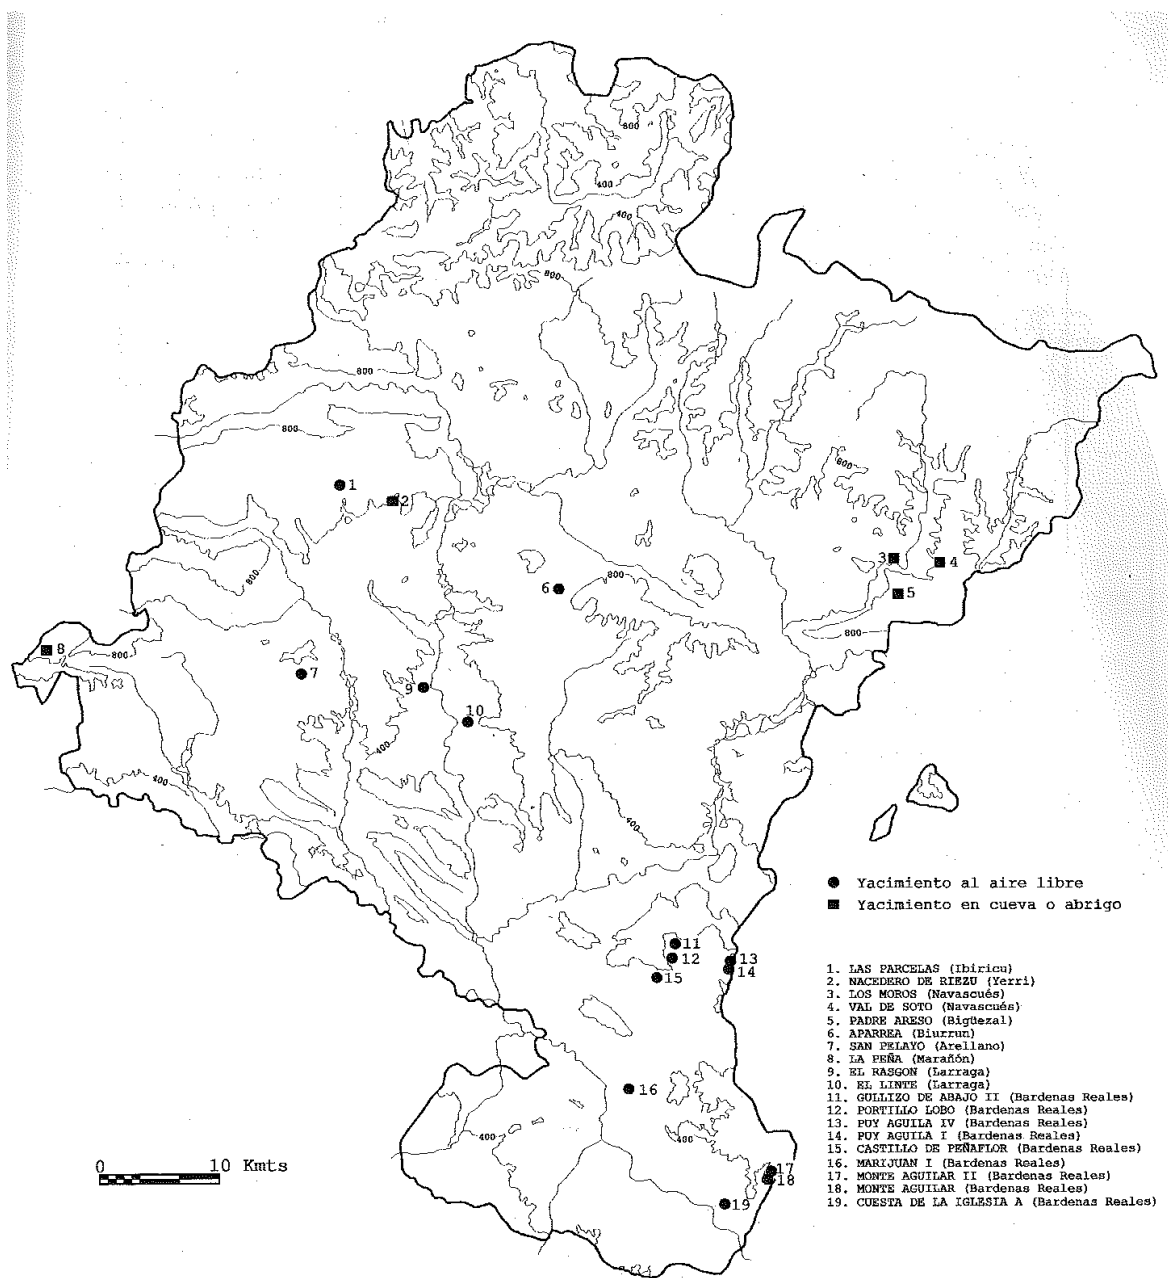 800
400
400
800
800
800
800
1
2
3
4
5
800
6
800
800
8
800
7
9
10
400
400
400
● Yacimiento al aire libre
■ Yacimiento en cueva o abrigo
11
12
13
14
15
1. LAS PARCELAS (Ibiricu)
2. NACEDERO DE RIEZU (Yerri)
3. LOS MOROS (Navascués)
4. VAL DE SOTO (Navascués)
5. PADRE ARESO (Bigüezal)
6. APARREA (Biurrun)
7. SAN PELAYO (Arellano)
8. LA PEÑA (Marañón)
9. EL RASGON (Larraga)
10. EL LINTE (Larraga)
11. GULLIZO DE ABAJO II (Bardenas Reales)
12. PORTILLO LOBO (Bardenas Reales)
13. PUY AGUILA IV (Bardenas Reales)
14. PUY AGUILA I (Bardenas Reales)
15. CASTILLO DE PEÑAFLOR (Bardenas Reales)
16. MARIJUAN I (Bardenas Reales)
17. MONTE AGUILAR II (Bardenas Reales)
18. MONTE AGUILAR (Bardenas Reales)
19. CUESTA DE LA IGLESIA A (Bardenas Reales)
16
400
400
17
18
19
0 10 Kmts